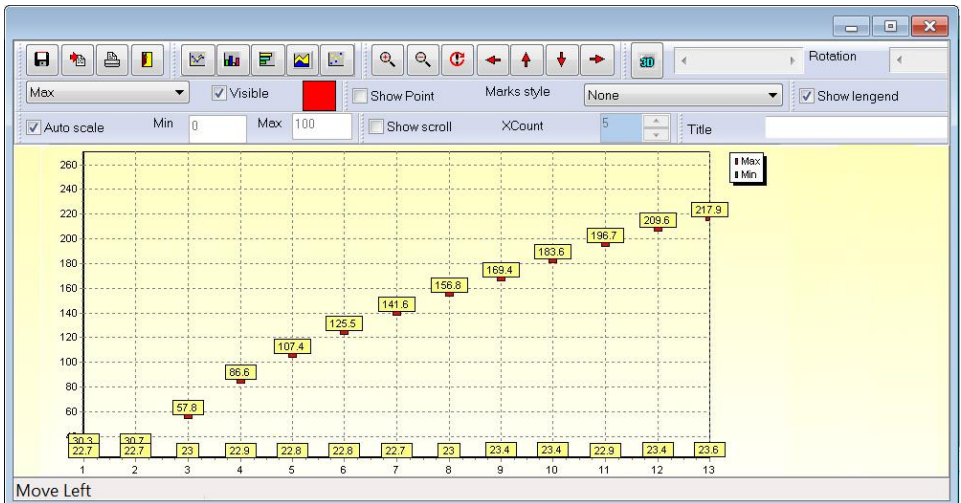 3D Rotation
Max Visible Show Point Marks style None Show lengend
Auto scale Min 0 Max 100 Show scroll XCount 5 Title
260
240
220
200
180
160
140
120
100
80
60
Max
Min
217.9
209.6
196.7
183.6
169.4
156.8
141.6
125.5
107.4
86.6
57.8
30.3 30.7
22.7 22.7 23 22.9 22.8 22.8 22.7 23 23.4 23.4 22.9 23.4 23.6
1 2 3 4 5 6 7 8 9 10 11 12 13
Move Left